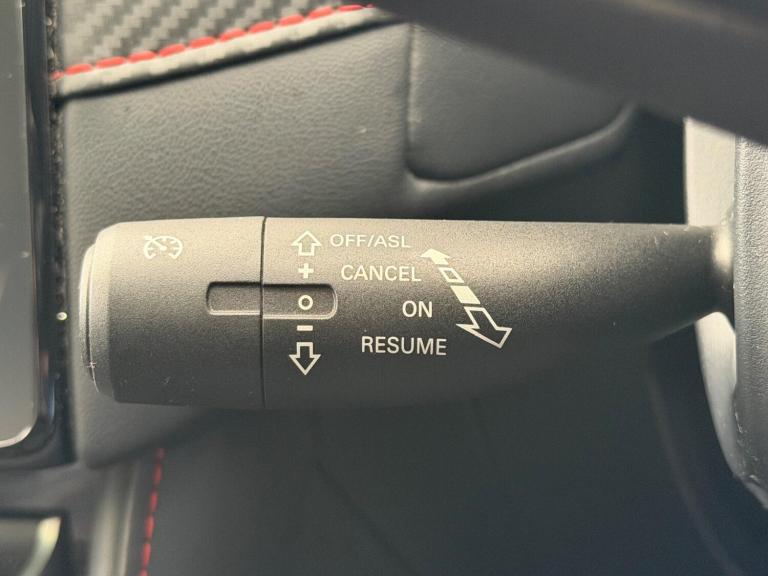 OFF/ASL
+ CANCEL
O ON
-
RESUME